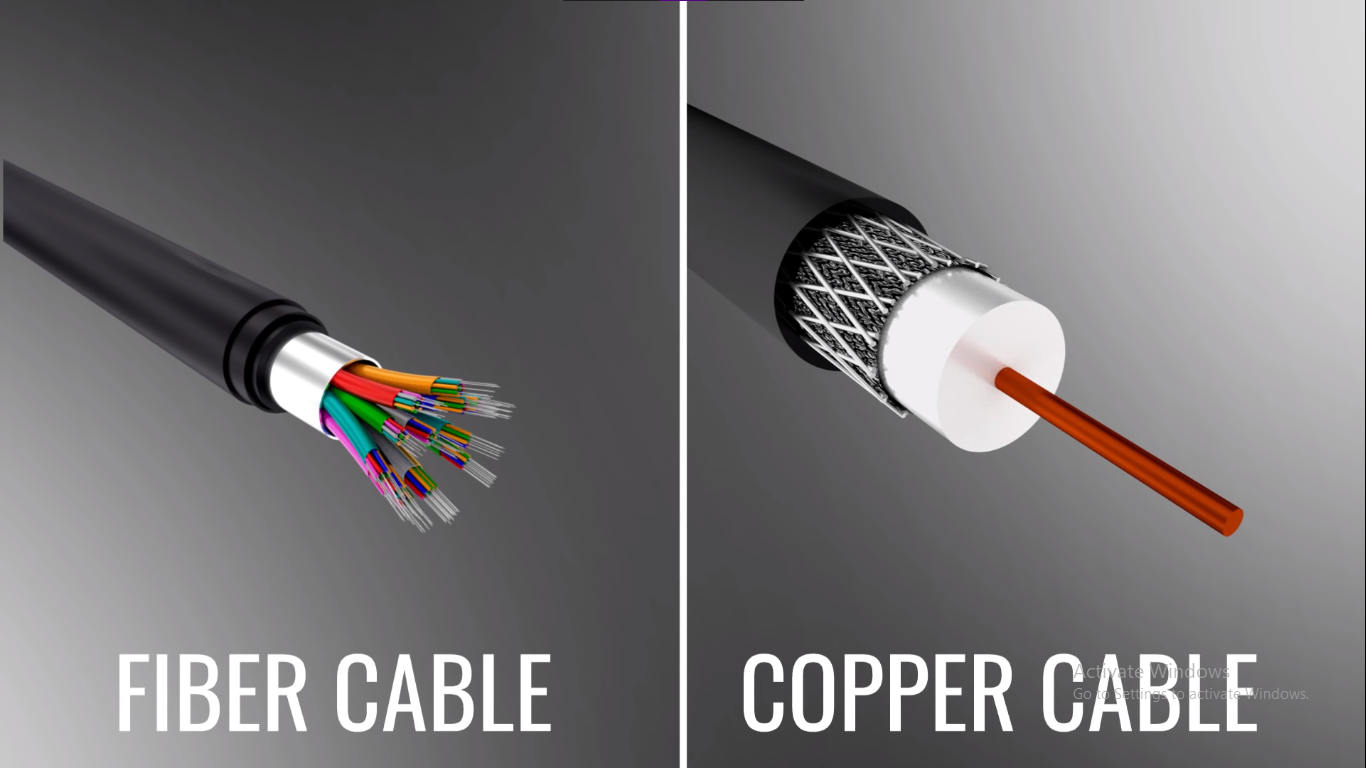 FIBER CABLE
COPPER CABLE
Activate Windows
Go to Settings to activate Windows.